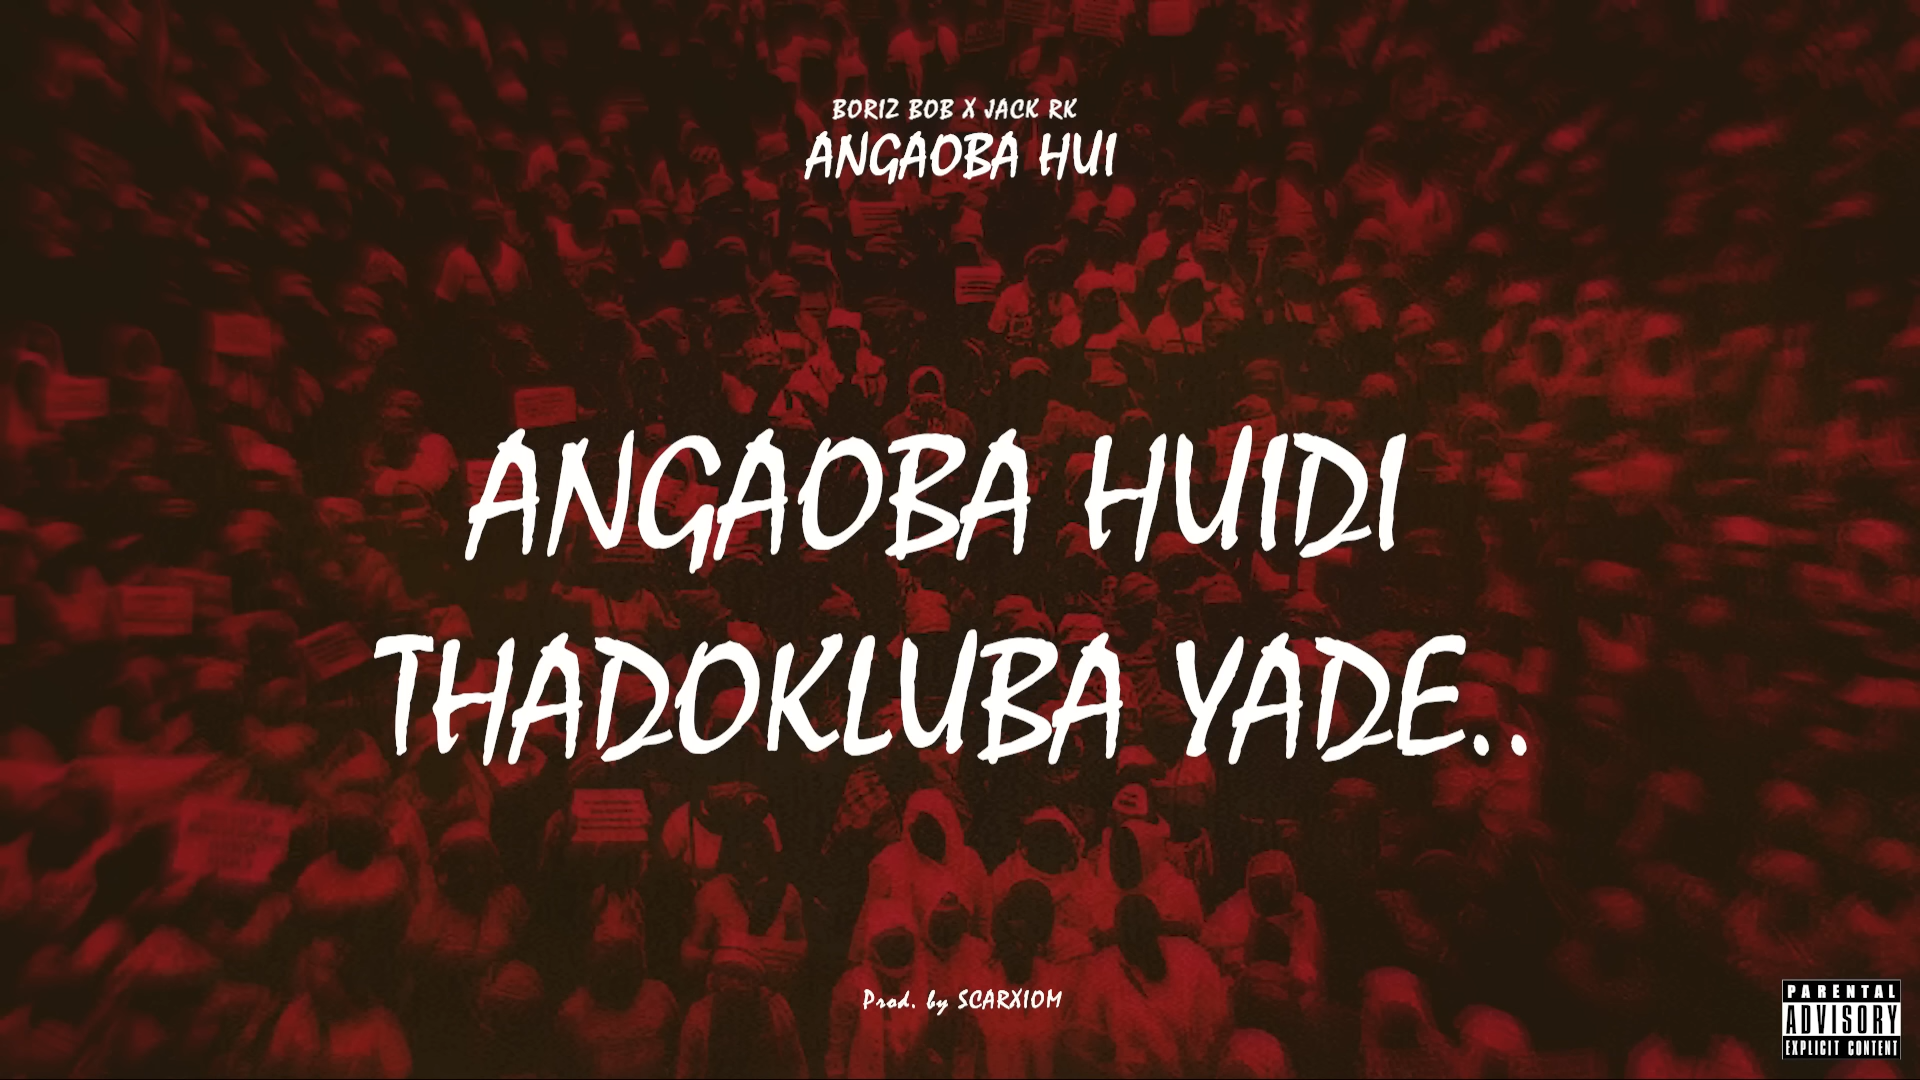 BORIZ BOB X JACK RK
ANGAOBA HUI
ANGAOBA HUIDI
THADOKLUBA YADE..
Prod. by SCARXIOM
PARENTAL
ADVISORY
EXPLICIT CONTENT